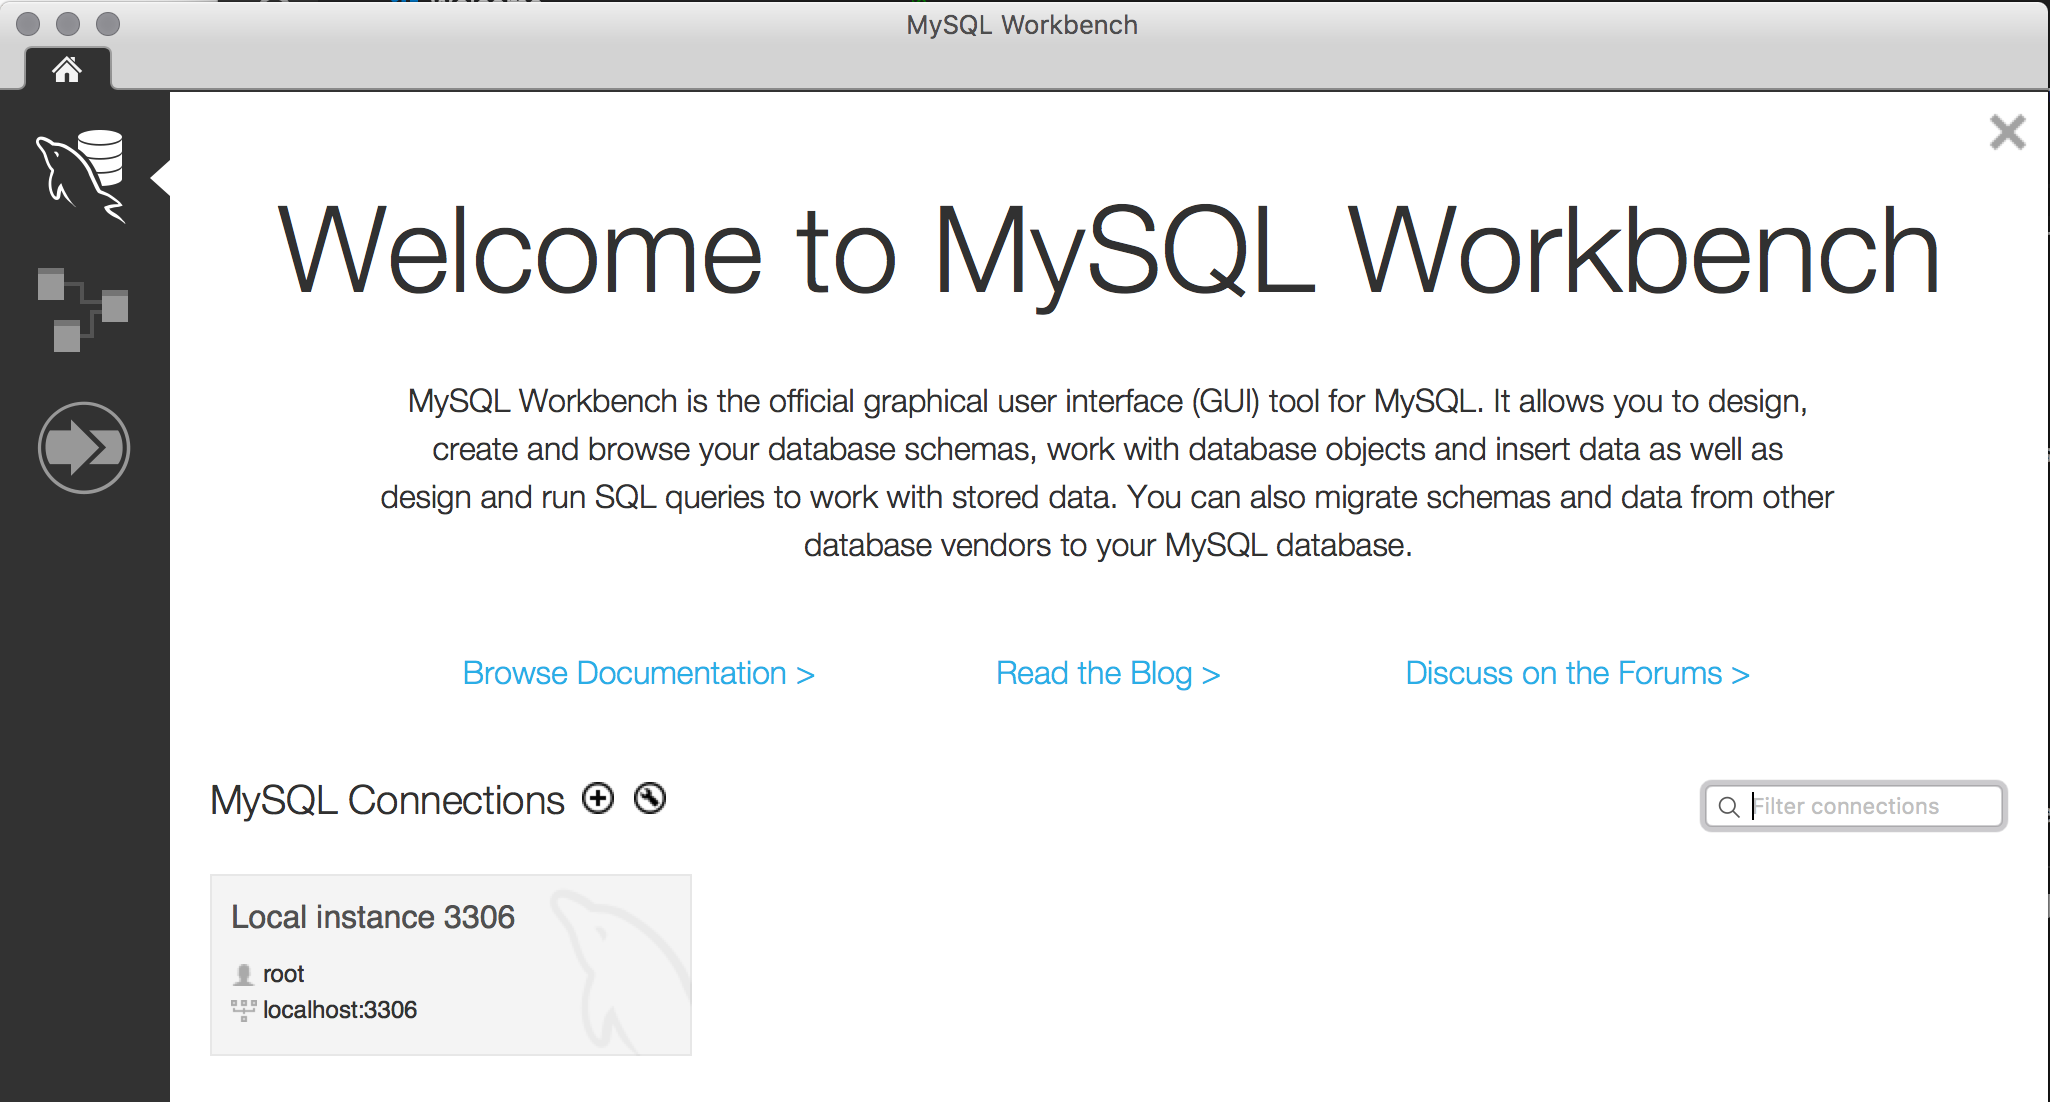 MySQL Workbench
Welcome to MySQL Workbench
MySQL Workbench is the official graphical user interface (GUI) tool for MySQL. It allows you to design,
create and browse your database schemas, work with database objects and insert data as well as
design and run SQL queries to work with stored data. You can also migrate schemas and data from other
database vendors to your MySQL database.
Browse Documentation >
Read the Blog >
Discuss on the Forums >
MySQL Connections
Filter connections
Local instance 3306
root
localhost:3306